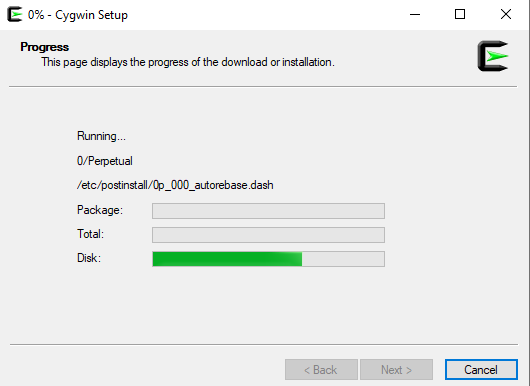 0% - Cygwin Setup
Progress
This page displays the progress of the download or installation.
Running...
0/Perpetual
/etc/postinstall/0p_000_autorebase.dash
Package:
Total:
Disk:
< Back
Next >
Cancel